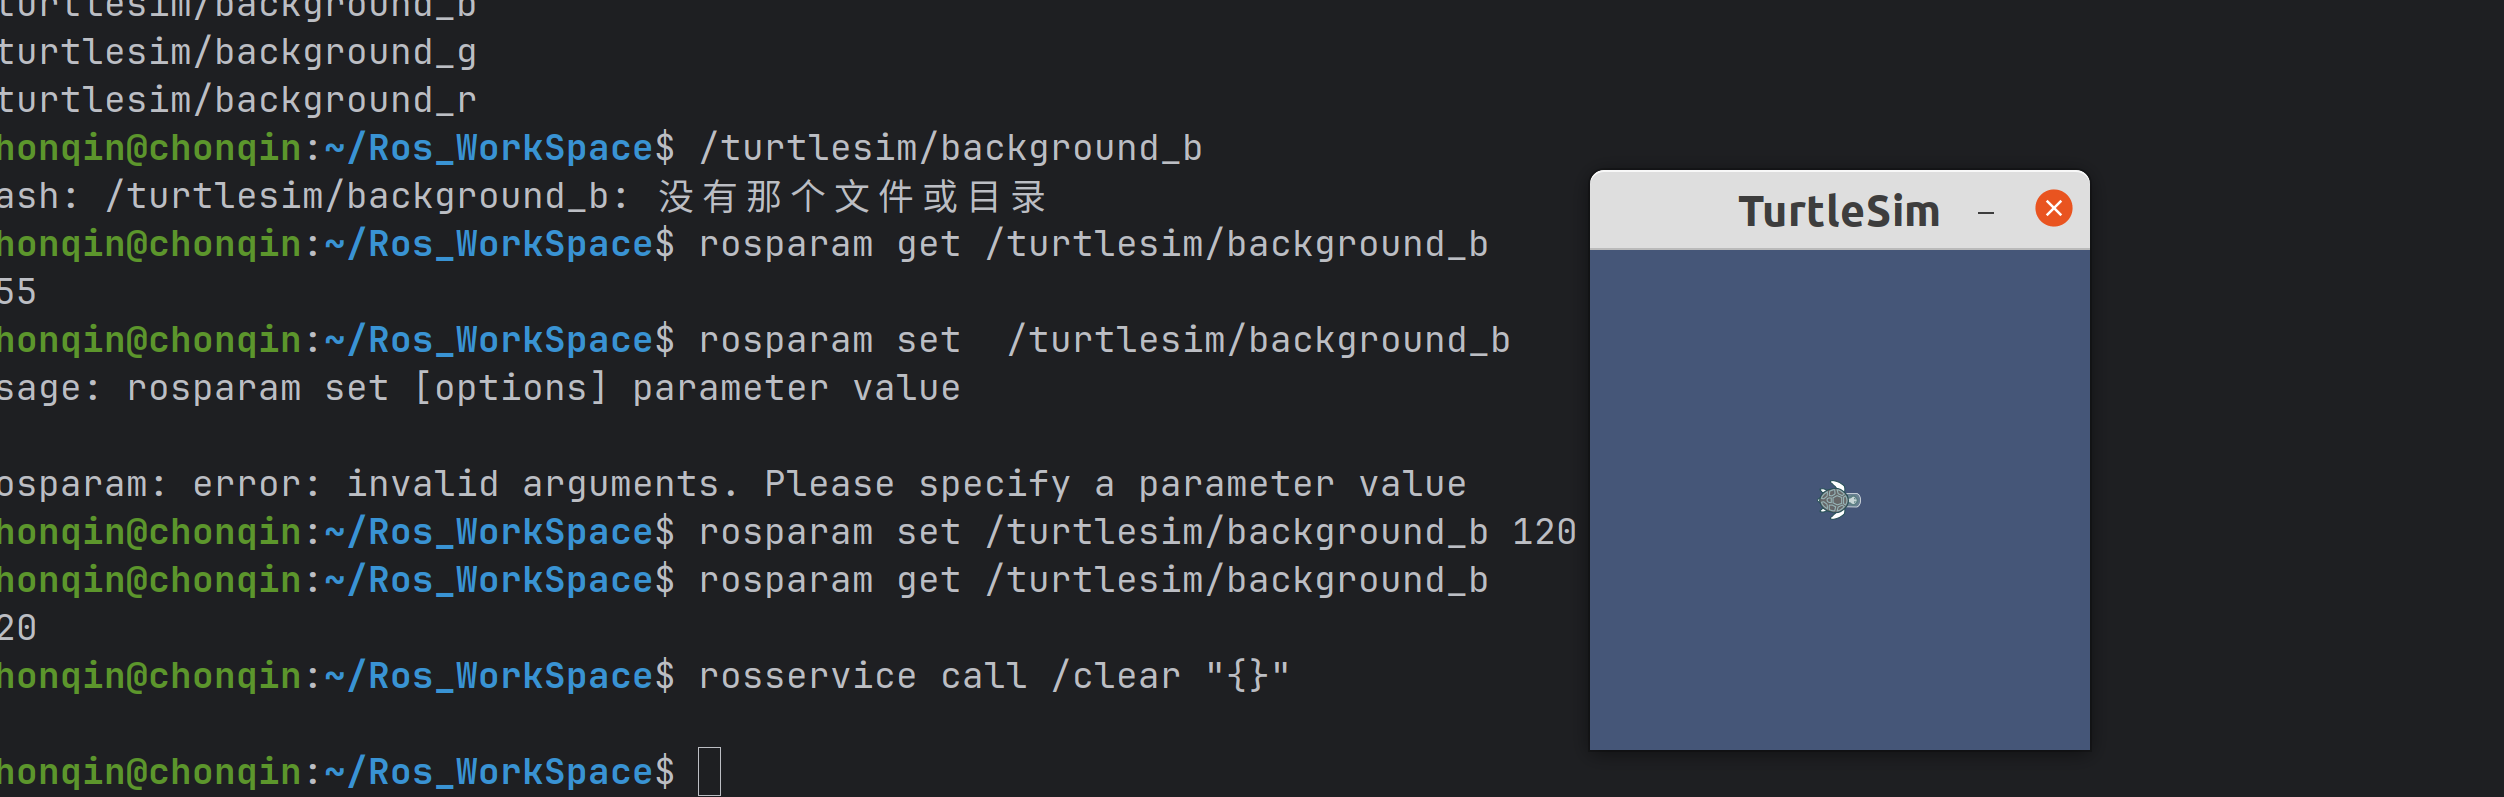 turtlesim/background_b
turtlesim/background_g
turtlesim/background_r
honqin@chonqin:~/Ros_WorkSpace$ /turtlesim/background_b
ash: /turtlesim/background_b: 没有那个文件或目录
honqin@chonqin:~/Ros_WorkSpace$ rosparam get /turtlesim/background_b
55
honqin@chonqin:~/Ros_WorkSpace$ rosparam set  /turtlesim/background_b
sage: rosparam set [options] parameter value
osparam: error: invalid arguments. Please specify a parameter value
honqin@chonqin:~/Ros_WorkSpace$ rosparam set /turtlesim/background_b 120
honqin@chonqin:~/Ros_WorkSpace$ rosparam get /turtlesim/background_b
20
honqin@chonqin:~/Ros_WorkSpace$ rosservice call /clear "{}"
honqin@chonqin:~/Ros_WorkSpace$
TurtleSim